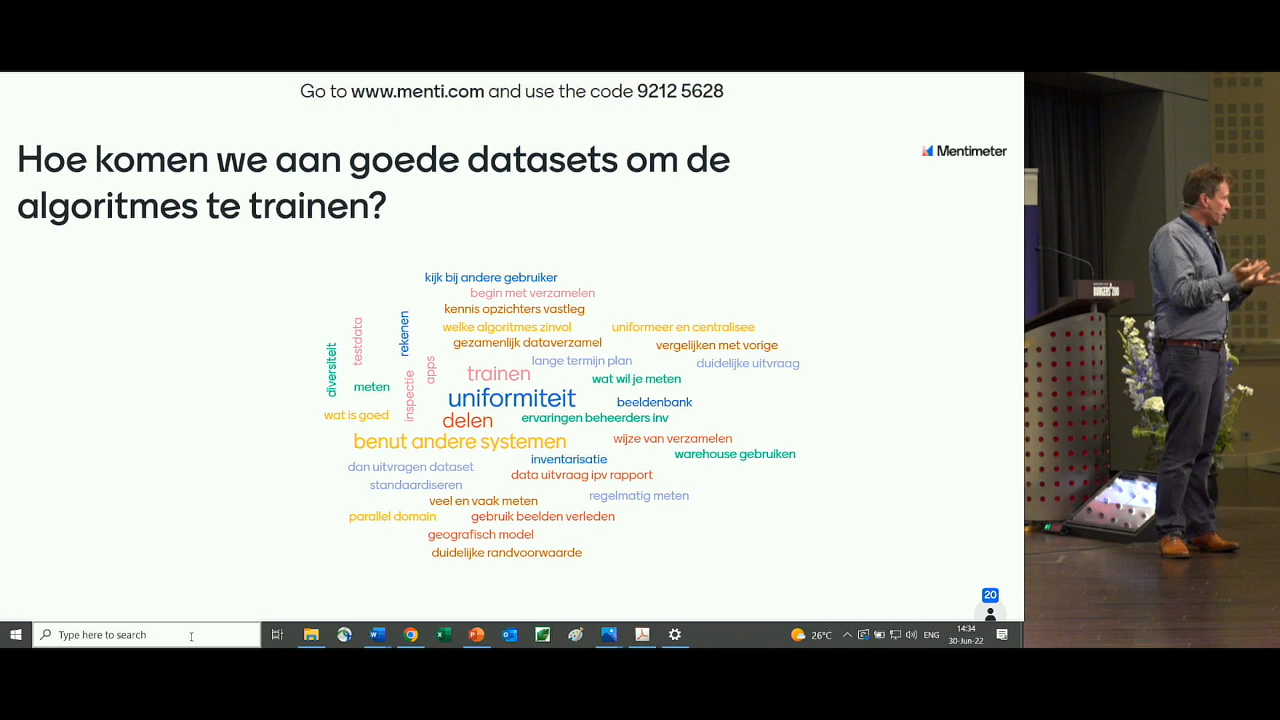 Go to www.menti.com and use the code 9212 5628
Hoe komen we aan goede datasets om de
algoritmes te trainen?
Mentimeter
kijk bij andere gebruiker
begin met verzamelen
kennis opzichters vastleg
welke algoritmes zinvol
uniformeer en centralisee
gezamenlijk dataverzamel
vergelijken met vorige
lange termijn plan
duidelijke uitvraag
diversiteit
testdata
rekenen
apps
inspectie
trainen
wat wil je meten
meten
uniformiteit
beeldenbank
wat is goed
delen
ervaringen beheerders inv
benut andere systemen
wijze van verzamelen
warehouse gebruiken
inventarisatie
dan uitvragen dataset
data uitvraag ipv rapport
standaardiseren
regelmatig meten
veel en vaak meten
parallel domain
gebruik beelden verleden
geografisch model
duidelijke randvoorwaarde
20
Type here to search
26°C
ENG
14:34
30-Jun-22